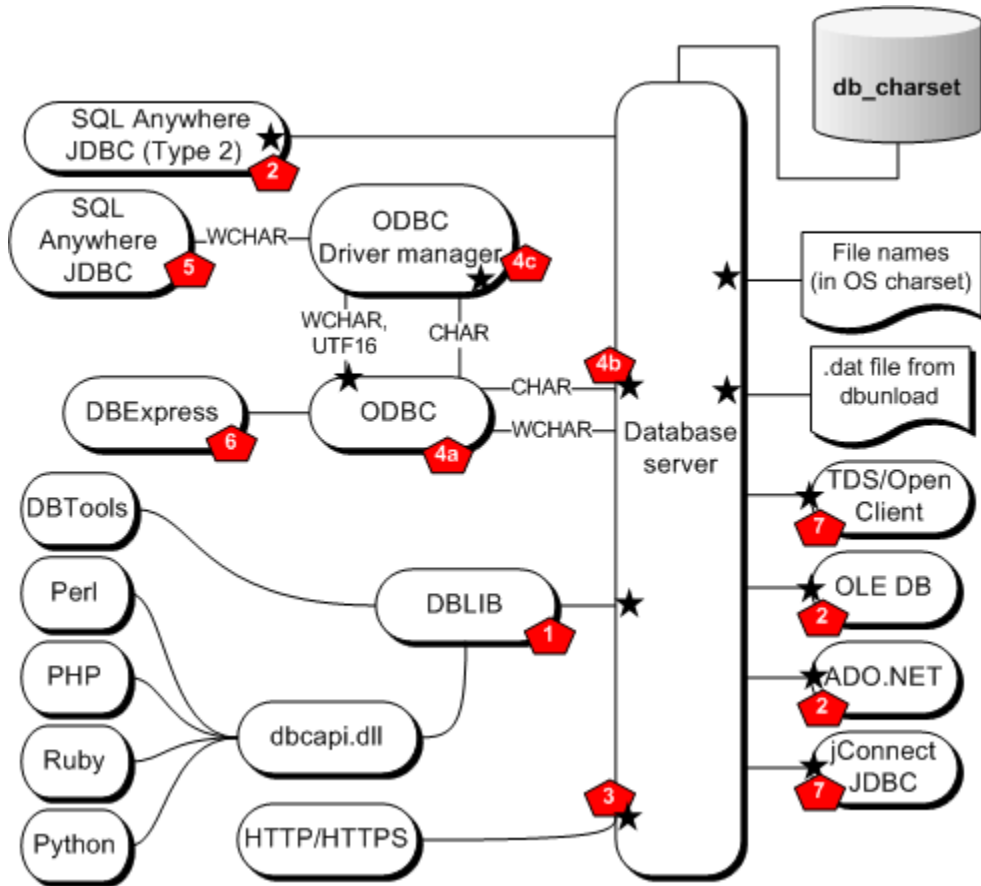 db_charset
SQL Anywhere
JDBC (Type 2)
2
SQL
Anywhere
JDBC
5
WCHAR
ODBC
Driver manager
4c
File names
(in OS charset)
WCHAR,
UTF16
CHAR
.dat file from
dbunload
DBExpress
6
ODBC
4a
CHAR
WCHAR
4b
Database
server
TDS/Open
Client
7
DBTools
Perl
PHP
Ruby
Python
DBLIB
1
dbcapi.dll
HTTP/HTTPS
3
OLE DB
2
ADO.NET
2
jConnect
JDBC
7